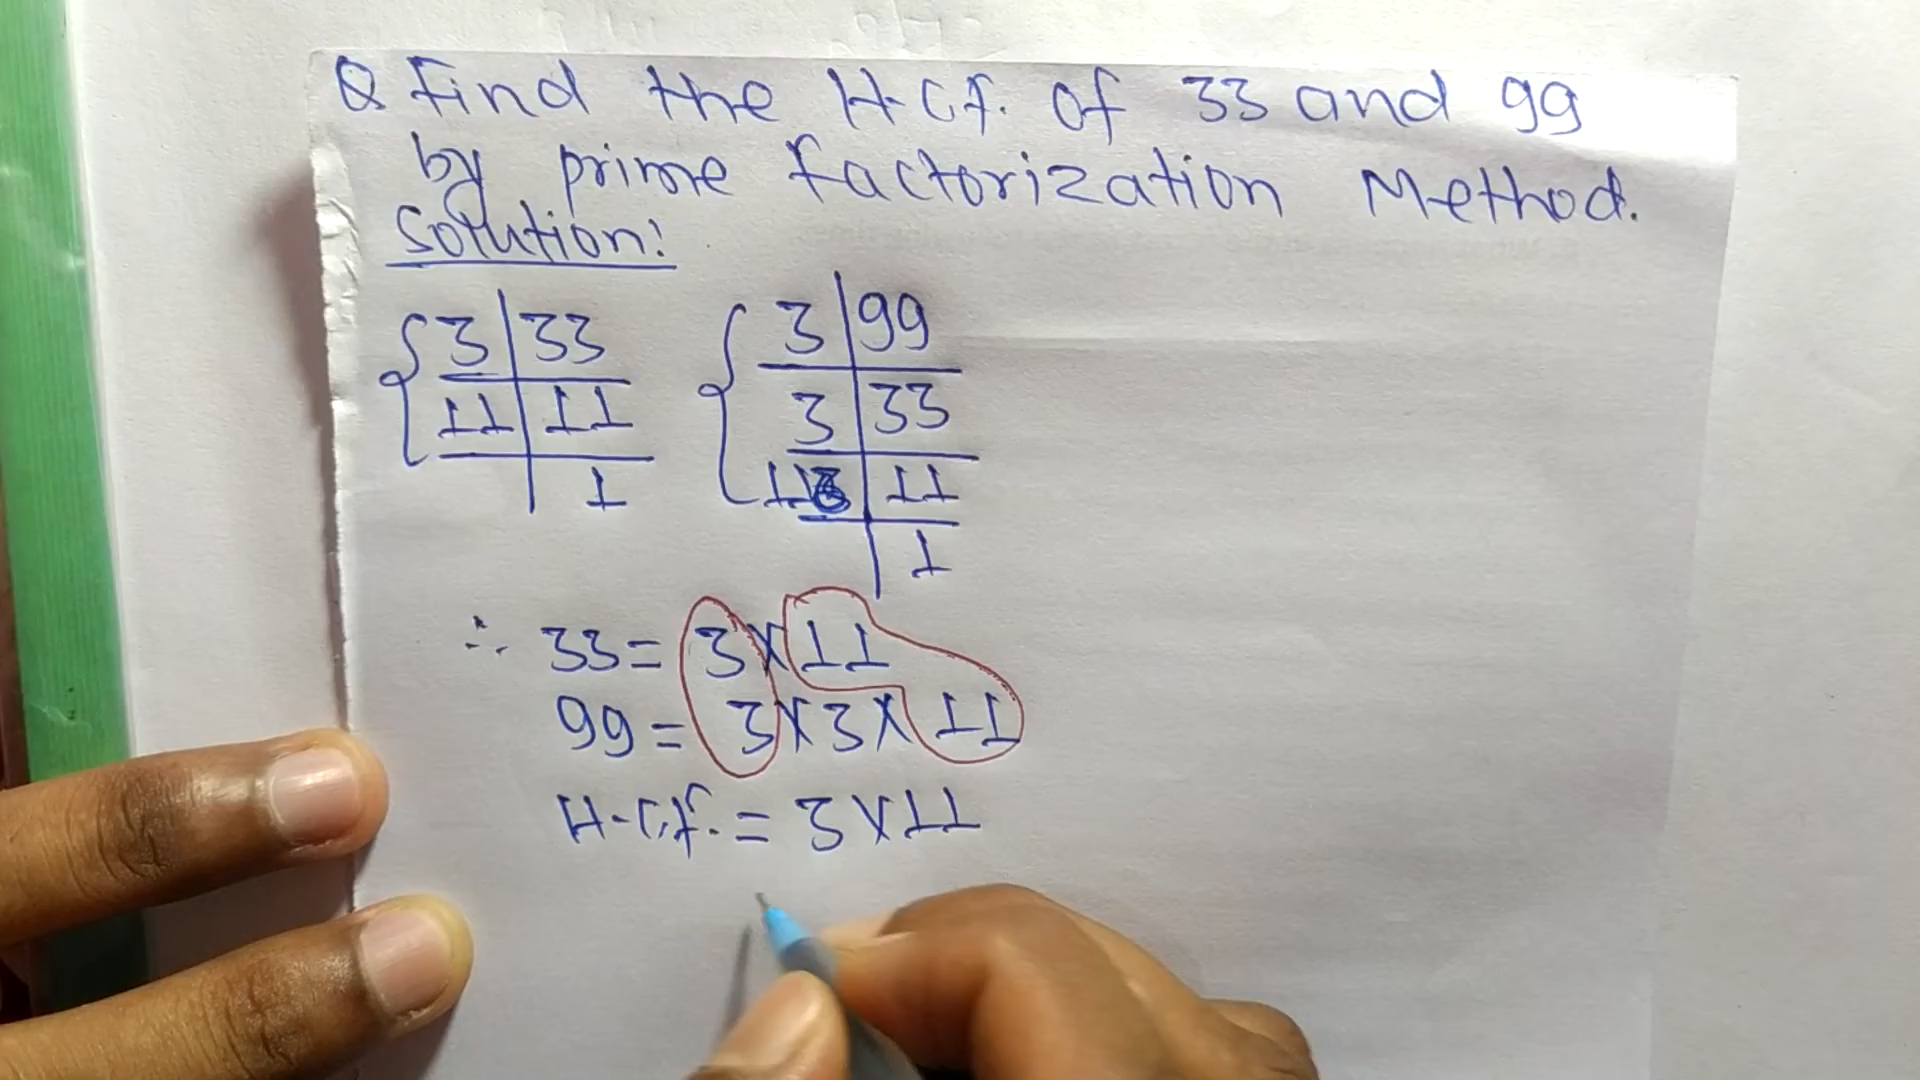 Q Find the H.C.F. of 33 and 99
by prime factorization Method.
Solution:
3 | 33
11 | 11
1
3 | 99
3 | 33
11 | 11
1
∴ 33 = 3 x 11
99 = 3 x 3 x 11
H.C.F. = 3 x 11